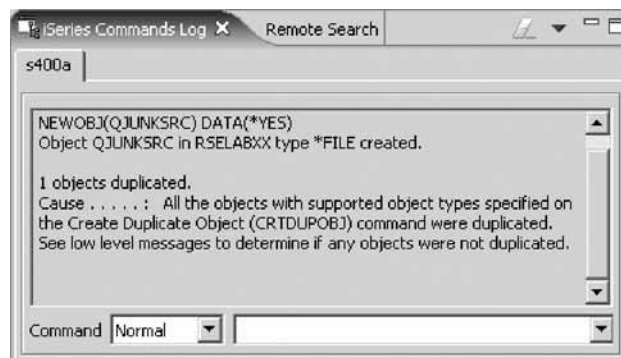 iSeries Commands Log
Remote Search
s400a
NEWOBJ(QJUNKSRC) DATA(*YES)
Object QJUNKSRC in RSELABXX type *FILE created.
1 objects duplicated.
Cause . . . . . :   All the objects with supported object types specified on
the Create Duplicate Object (CRTDUPOBJ) command were duplicated.
See low level messages to determine if any objects were not duplicated.
Command Normal